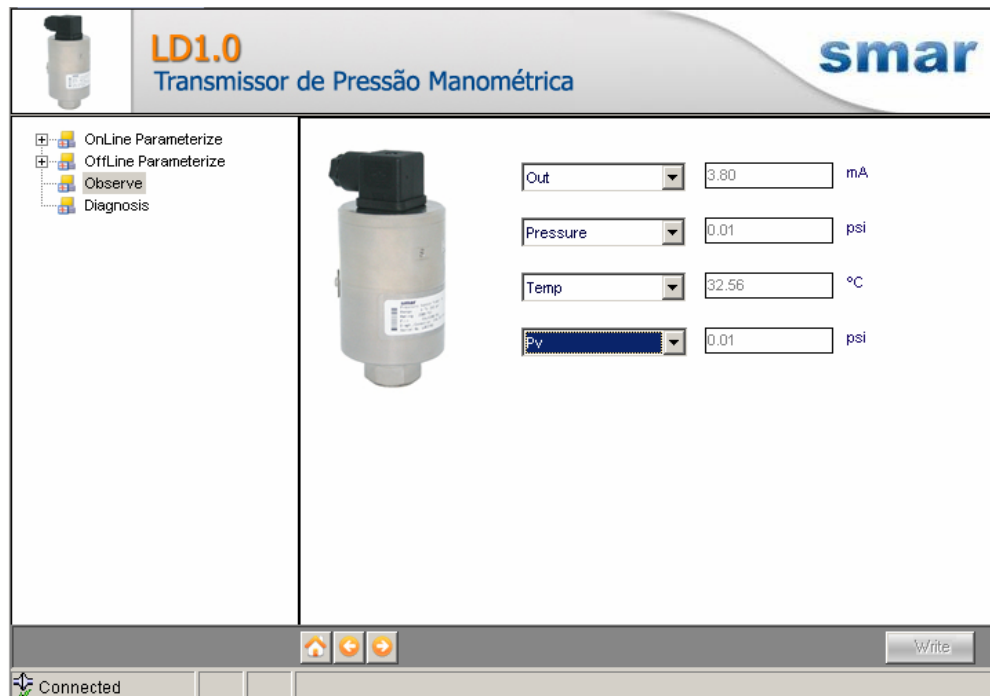 LD1.0
Transmissor de Pressão Manométrica
smar
OnLine Parameterize
OffLine Parameterize
Observe
Diagnosis
Out 3.80 mA
Pressure 0.01 psi
Temp 32.56 °C
Pv 0.01 psi
smar
Write
Connected